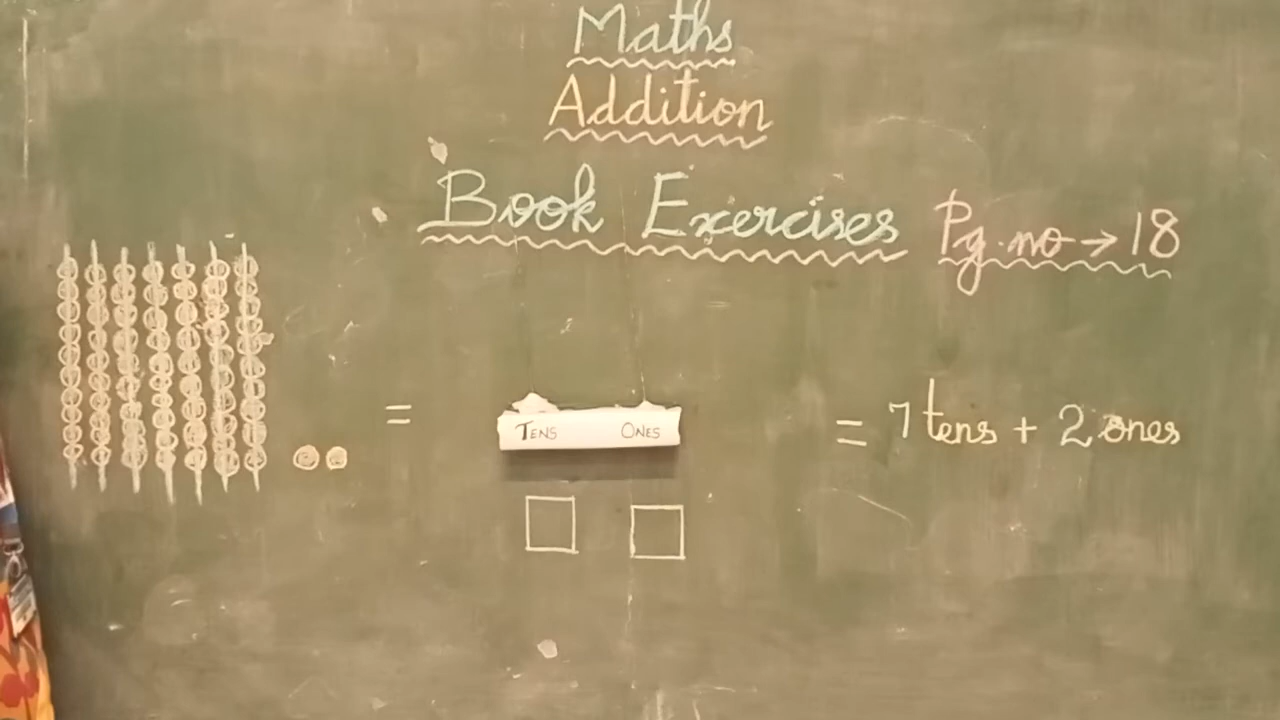 Maths
Addition
Book Exercises Pg. no → 18
= TENS ONES = 7 tens + 2 ones